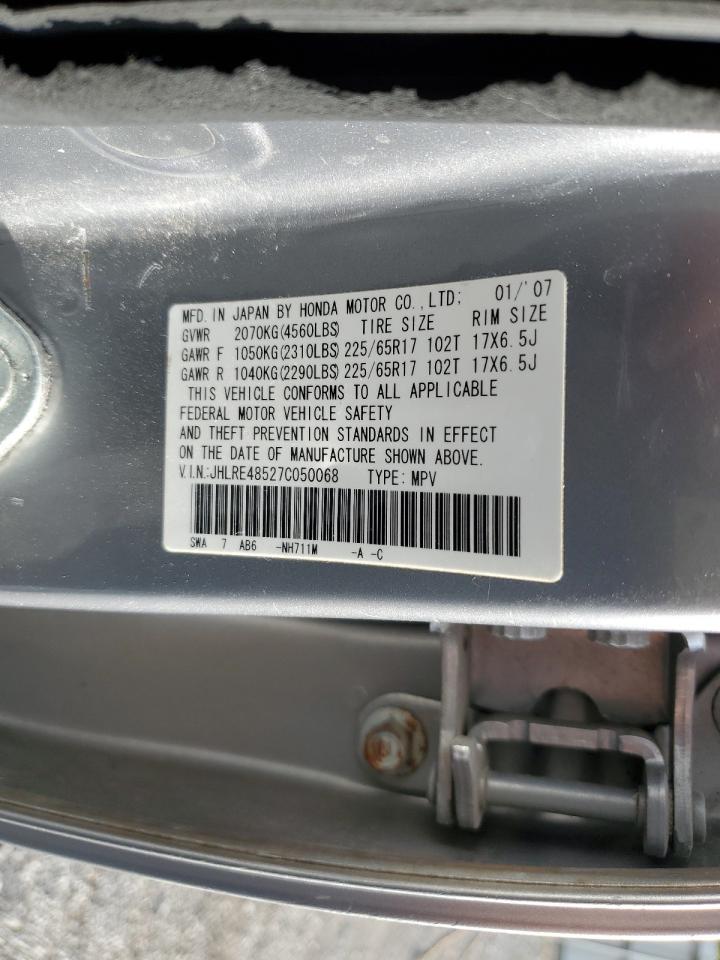 MFD. IN JAPAN BY HONDA MOTOR CO., LTD: 01/'07
GVWR 2070KG(4560LBS) TIRE SIZE RIM SIZE
GAWR F 1050KG(2310LBS) 225/65R17 102T 17X6.5J
GAWR R 1040KG(2290LBS) 225/65R17 102T 17X6.5J
THIS VEHICLE CONFORMS TO ALL APPLICABLE
FEDERAL MOTOR VEHICLE SAFETY
AND THEFT PREVENTION STANDARDS IN EFFECT
ON THE DATE OF MANUFACTURE SHOWN ABOVE.
V.I.N.:JHLRE48527C050068 TYPE: MPV
SWA 7 AB6 -NH711M -A -C